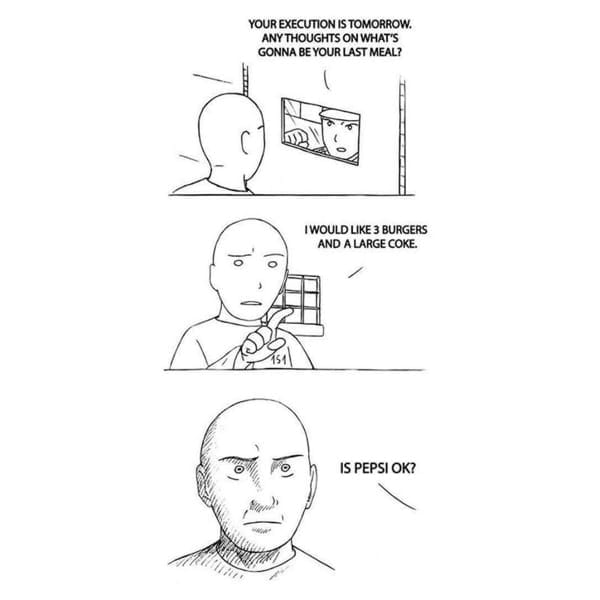 YOUR EXECUTION IS TOMORROW.
ANY THOUGHTS ON WHAT'S
GONNA BE YOUR LAST MEAL?
I WOULD LIKE 3 BURGERS
AND A LARGE COKE.
151
IS PEPSI OK?